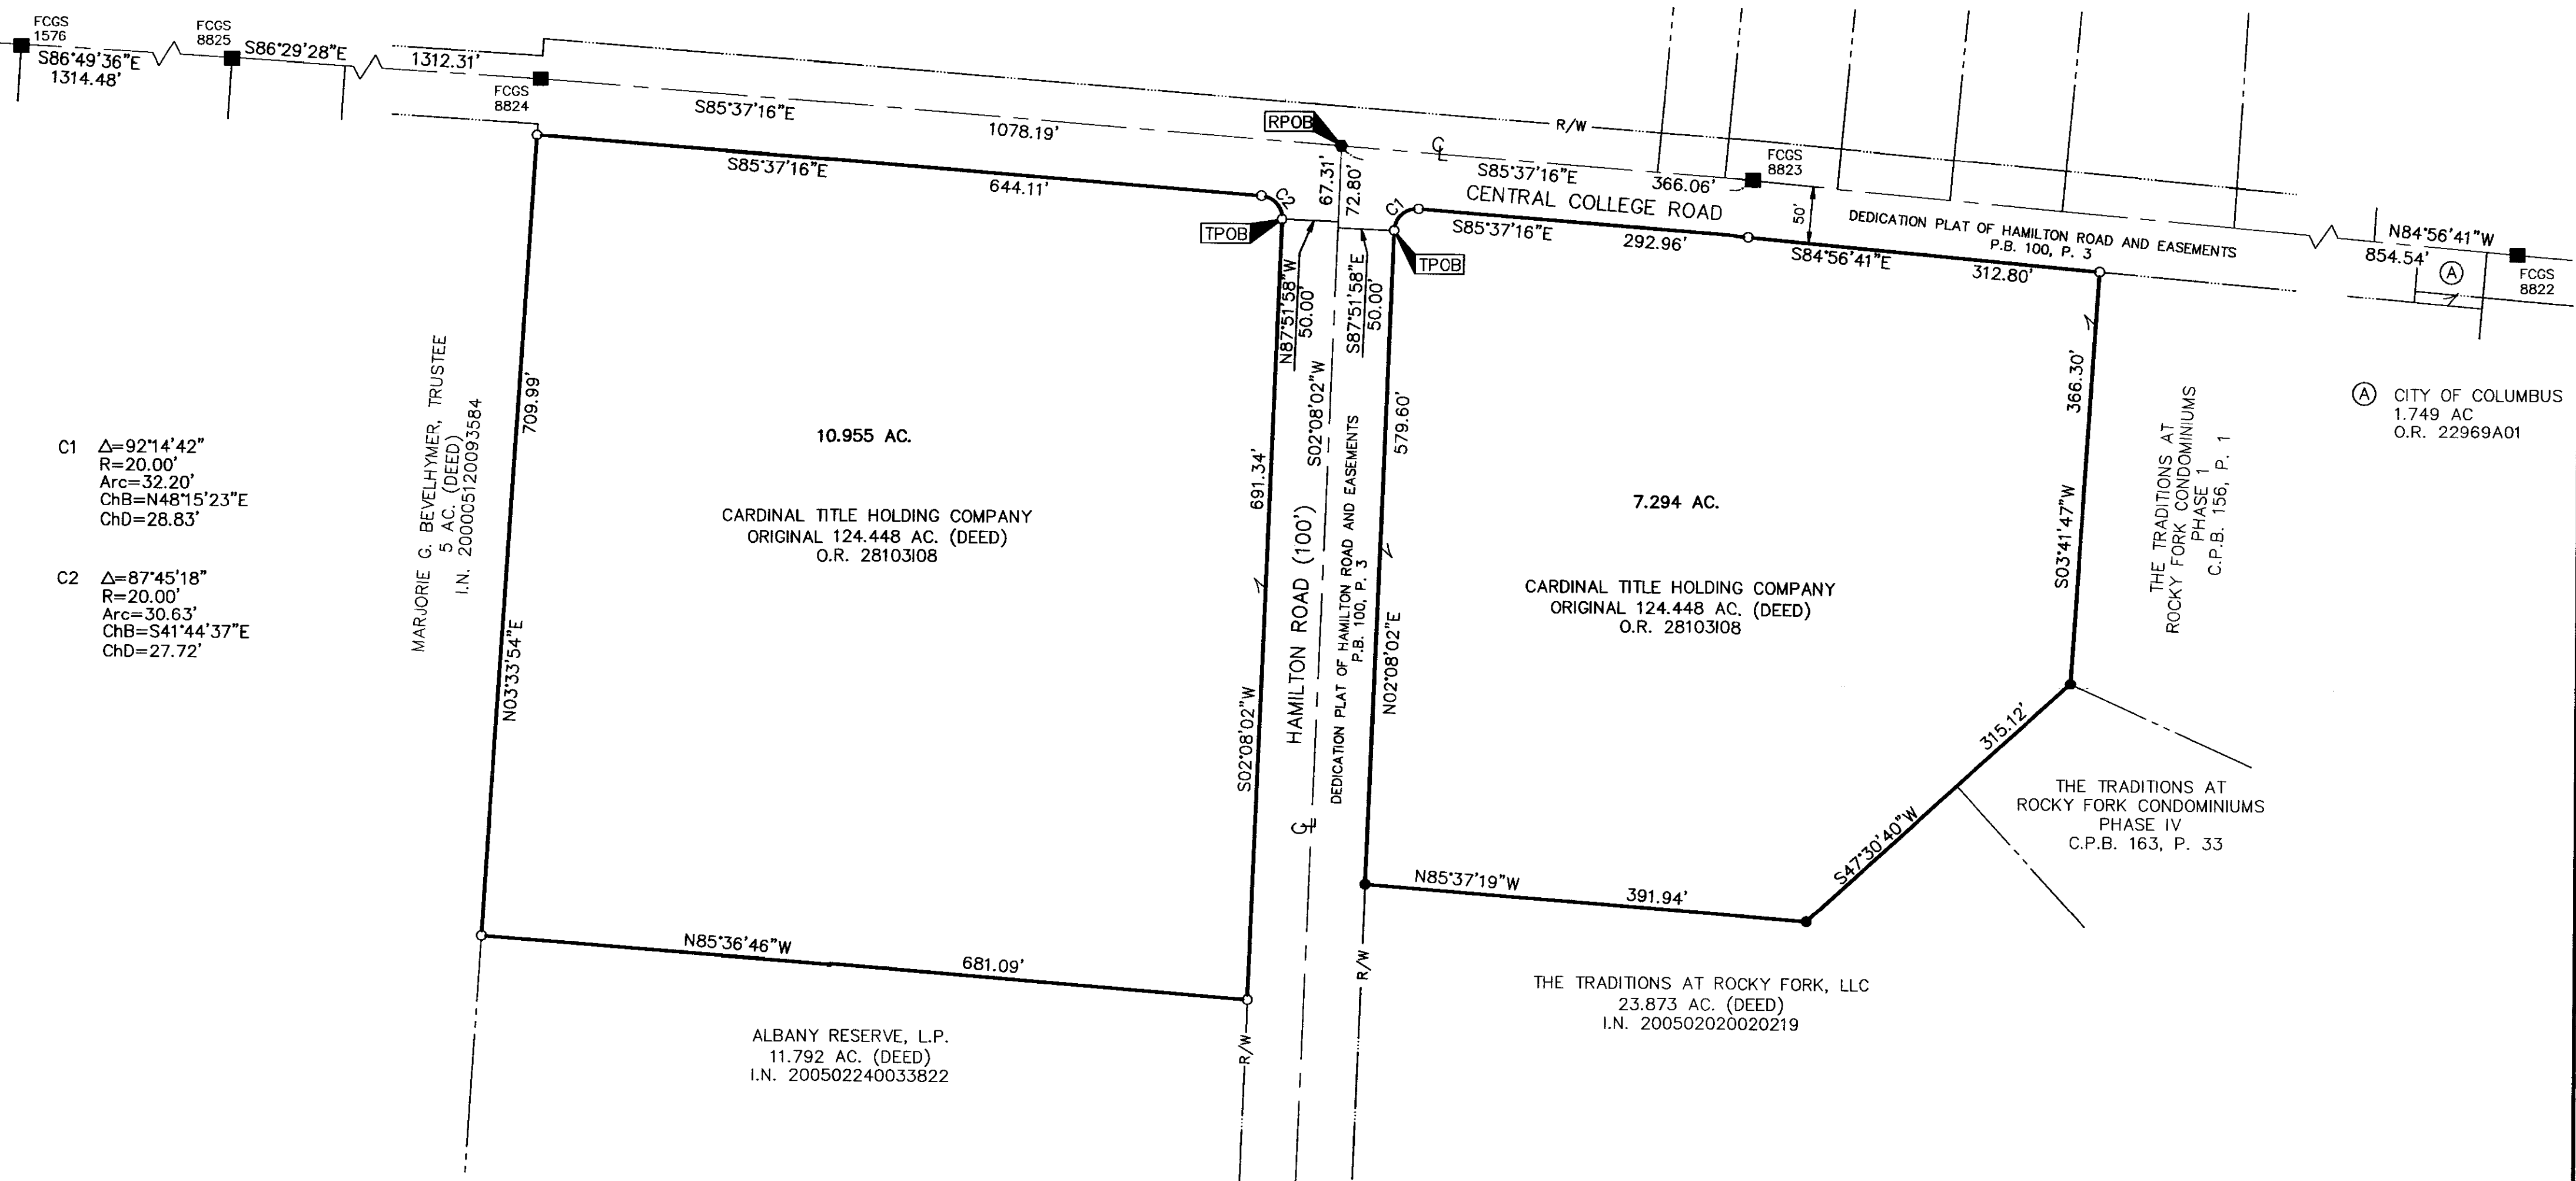 FCGS
1576
S86°49'36"E
1314.48'
FCGS
8825
S86°29'28"E
1312.31'
FCGS
8824
S85°37'16"E
1078.19'
RPOB
R/W
℄
S85°37'16"E
366.06'
FCGS
8823
CENTRAL COLLEGE ROAD
50'
DEDICATION PLAT OF HAMILTON ROAD AND EASEMENTS
P.B. 100, P. 3
N84°56'41"W
854.54'
A
FCGS
8822
S85°37'16"E
644.11'
C2
TPOB
67.31'
72.80'
C1
TPOB
S85°37'16"E
292.96'
S84°56'41"E
312.80'
N87°51'58"W
50.00'
S87°51'58"E
50.00'
709.99'
N03°33'54"E
MARJORIE G. BEVELHYMER, TRUSTEE
5 AC. (DEED)
I.N. 200005120093584
C1 Δ=92°14'42"
R=20.00'
Arc=32.20'
ChB=N48°15'23"E
ChD=28.83'
C2 Δ=87°45'18"
R=20.00'
Arc=30.63'
ChB=S41°44'37"E
ChD=27.72'
10.955 AC.
CARDINAL TITLE HOLDING COMPANY
ORIGINAL 124.448 AC. (DEED)
O.R. 28103I08
691.34'
S02°08'02"W
S02°08'02"W
HAMILTON ROAD (100')
℄
DEDICATION PLAT OF HAMILTON ROAD AND EASEMENTS
P.B. 100, P. 3
579.60'
N02°08'02"E
7.294 AC.
CARDINAL TITLE HOLDING COMPANY
ORIGINAL 124.448 AC. (DEED)
O.R. 28103I08
366.30'
S03°41'47"W
THE TRADITIONS AT
ROCKY FORK CONDOMINIUMS
PHASE 1
C.P.B. 156, P. 1
A CITY OF COLUMBUS
1.749 AC
O.R. 22969A01
315.12'
S47°30'40"W
THE TRADITIONS AT
ROCKY FORK CONDOMINIUMS
PHASE IV
C.P.B. 163, P. 33
N85°37'19"W
391.94'
N85°36'46"W
681.09'
R/W
R/W
THE TRADITIONS AT ROCKY FORK, LLC
23.873 AC. (DEED)
I.N. 200502020020219
ALBANY RESERVE, L.P.
11.792 AC. (DEED)
I.N. 200502240033822